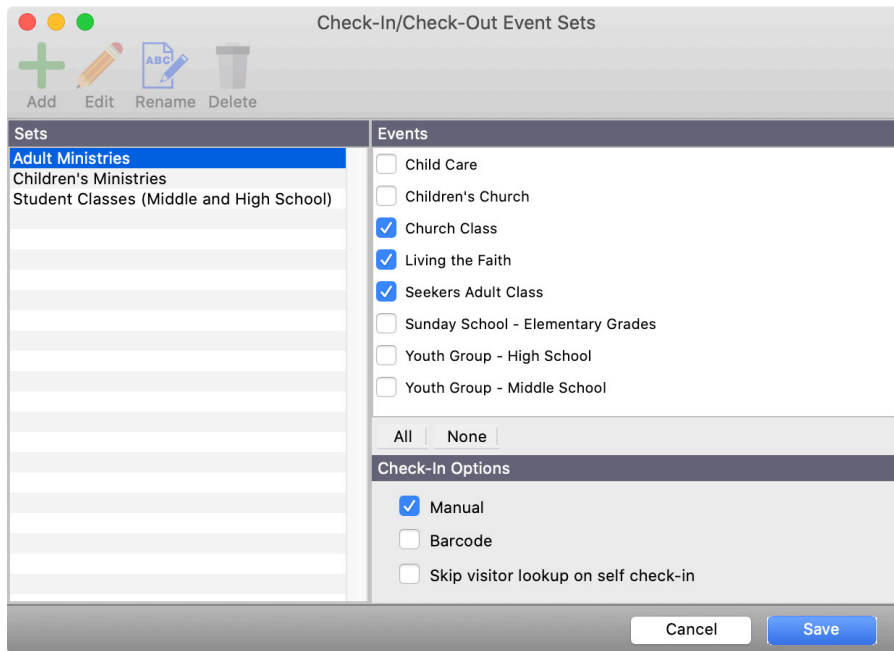 Check-In/Check-Out Event Sets
ABC
Add Edit Rename Delete
Sets
Adult Ministries
Children's Ministries
Student Classes (Middle and High School)
Events
Child Care
Children's Church
Church Class
Living the Faith
Seekers Adult Class
Sunday School - Elementary Grades
Youth Group - High School
Youth Group - Middle School
All None
Check-In Options
Manual
Barcode
Skip visitor lookup on self check-in
Cancel Save